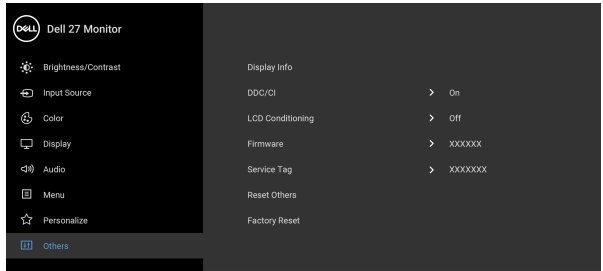 DELL
Dell 27 Monitor
Brightness/Contrast
Input Source
Color
Display
Audio
Menu
Personalize
Others
Display Info
DDC/CI > On
LCD Conditioning > Off
Firmware > XXXXXX
Service Tag > XXXXXXX
Reset Others
Factory Reset